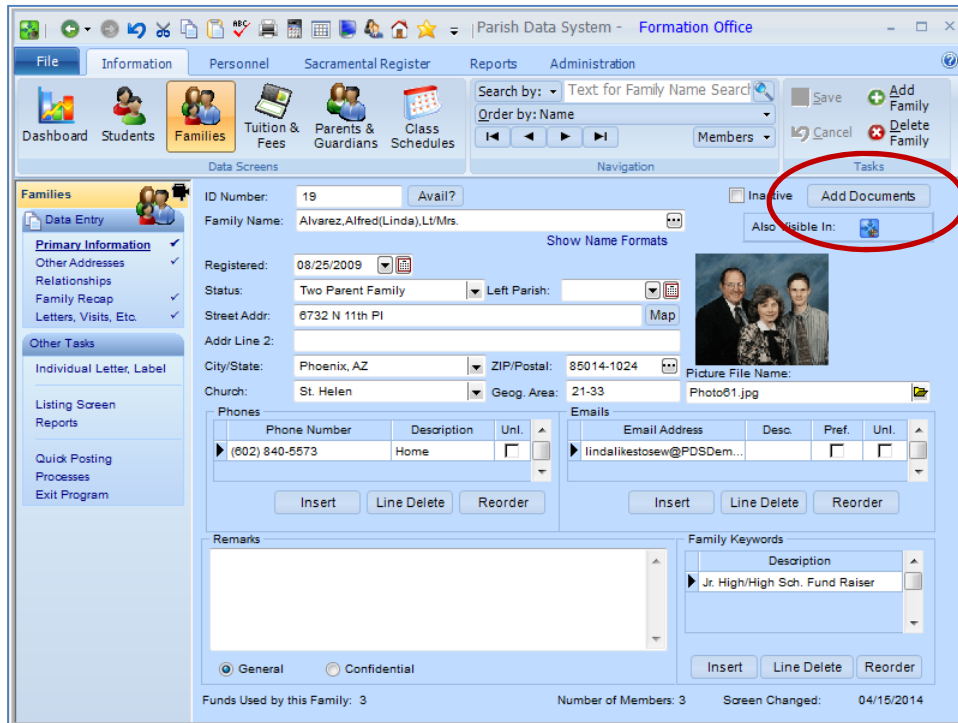 Parish Data System - Formation Office
File Information Personnel Sacramental Register Reports Administration
Dashboard
Students
Families
Tuition & Fees
Parents & Guardians
Class Schedules
Data Screens
Search by: Text for Family Name Search
Order by: Name
Members
Navigation
Save
Cancel
Add Family
Delete Family
Tasks
Families
Data Entry
Primary Information
Other Addresses
Relationships
Family Recap
Letters, Visits, Etc.
Other Tasks
Individual Letter, Label
Listing Screen
Reports
Quick Posting
Processes
Exit Program
ID Number: 19 Avail? Inactive Add Documents
Family Name: Alvarez,Alfred(Linda),Lt/Mrs. Also Visible In:
Show Name Formats
Registered: 08/25/2009
Status: Two Parent Family Left Parish:
Street Addr: 6732 N 11th Pl Map
Addr Line 2:
City/State: Phoenix, AZ ZIP/Postal: 85014-1024
Picture File Name:
Church: St. Helen Geog. Area: 21-33 Photo61.jpg
Phones
Phone Number Description Unl.
(602) 840-5573 Home
Insert Line Delete Reorder
Emails
Email Address Desc. Pref. Unl.
lindalikestosew@PDSDem...
Insert Line Delete Reorder
Remarks
General Confidential
Family Keywords
Description
Jr. High/High Sch. Fund Raiser
Insert Line Delete Reorder
Funds Used by this Family: 3 Number of Members: 3 Screen Changed: 04/15/2014